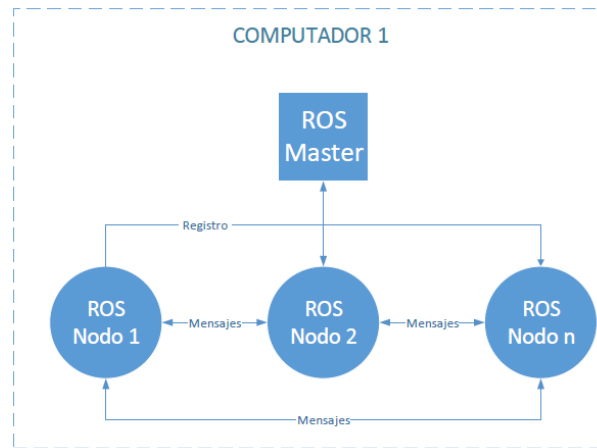 COMPUTADOR 1
ROS
Master
Registro
ROS
Nodo 1
Mensajes
ROS
Nodo 2
Mensajes
ROS
Nodo n
Mensajes